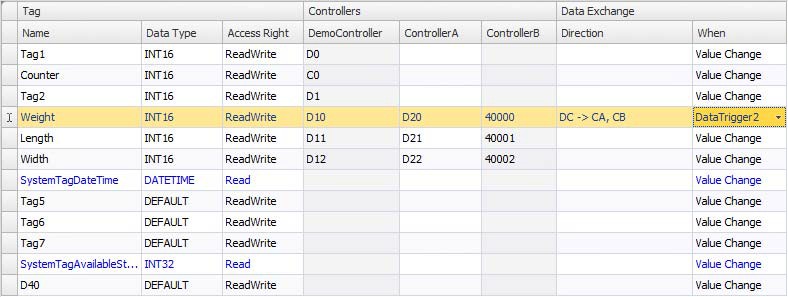 Tag Controllers Data Exchange
Name Data Type Access Right DemoController ControllerA ControllerB Direction When
Tag1 INT16 ReadWrite D0 Value Change
Counter INT16 ReadWrite C0 Value Change
Tag2 INT16 ReadWrite D1 Value Change
Weight INT16 ReadWrite D10 D20 40000 DC -> CA, CB DataTrigger2
Length INT16 ReadWrite D11 D21 40001 Value Change
Width INT16 ReadWrite D12 D22 40002 Value Change
SystemTagDateTime DATETIME Read Value Change
Tag5 DEFAULT ReadWrite Value Change
Tag6 DEFAULT ReadWrite Value Change
Tag7 DEFAULT ReadWrite Value Change
SystemTagAvailableSt... INT32 Read Value Change
D40 DEFAULT ReadWrite Value Change